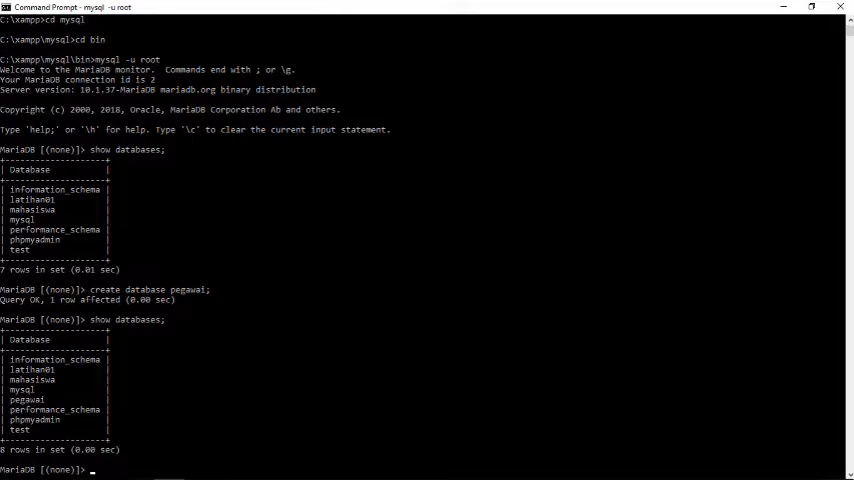 Command Prompt - mysql -u root
C:\xampp>cd mysql
C:\xampp\mysql>cd bin
C:\xampp\mysql\bin>mysql -u root
Welcome to the MariaDB monitor.  Commands end with ; or \g.
Your MariaDB connection id is 2
Server version: 10.1.37-MariaDB mariadb.org binary distribution
Copyright (c) 2000, 2018, Oracle, MariaDB Corporation Ab and others.
Type 'help;' or '\h' for help. Type '\c' to clear the current input statement.
MariaDB [(none)]> show databases;
+--------------------+
| Database           |
+--------------------+
| information_schema |
| latihan01          |
| mahasiswa          |
| mysql              |
| performance_schema |
| phpmyadmin         |
| test               |
+--------------------+
7 rows in set (0.01 sec)
MariaDB [(none)]> create database pegawai;
Query OK, 1 row affected (0.00 sec)
MariaDB [(none)]> show databases;
+--------------------+
| Database           |
+--------------------+
| information_schema |
| latihan01          |
| mahasiswa          |
| mysql              |
| pegawai            |
| performance_schema |
| phpmyadmin         |
| test               |
+--------------------+
8 rows in set (0.00 sec)
MariaDB [(none)]> _